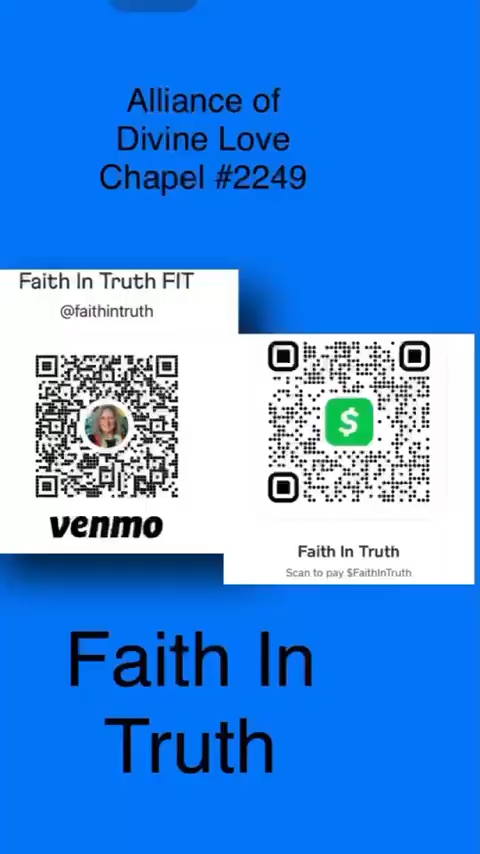 Alliance of
Divine Love
Chapel #2249
Faith In Truth FIT
@faithintruth
venmo
$
Faith In Truth
Scan to pay $FaithInTruth
Faith In
Truth